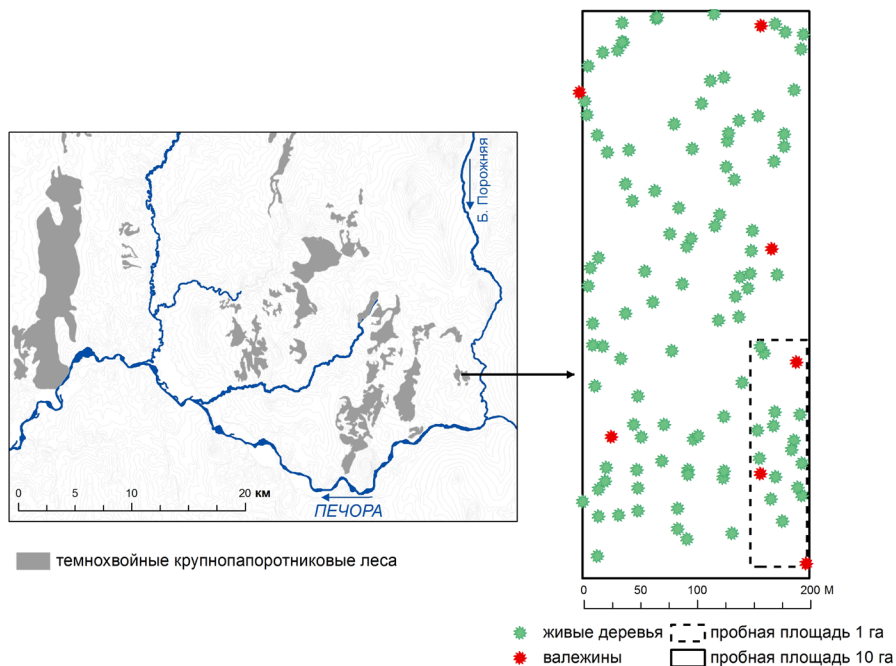 Б. Порожняя
0 5 10 20 км
ПЕЧОРА
темнохвойные крупнопапоротниковые леса
0 50 100 200 М
живые деревья
пробная площадь 1 га
валежины
пробная площадь 10 га